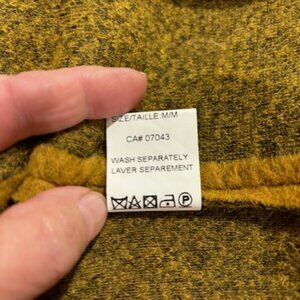 SIZE/TAILLE M/M
CA# 07043
WASH SEPARATELY
LAVER SEPAREMENT
P